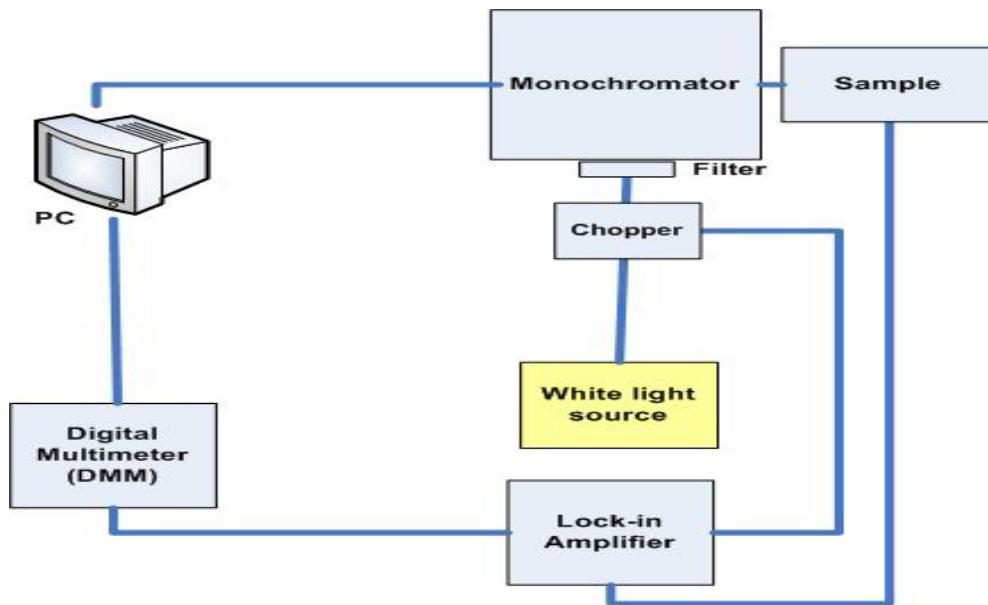 Monochromator
Sample
Filter
PC
Chopper
White light
source
Digital
Multimeter
(DMM)
Lock-in
Amplifier